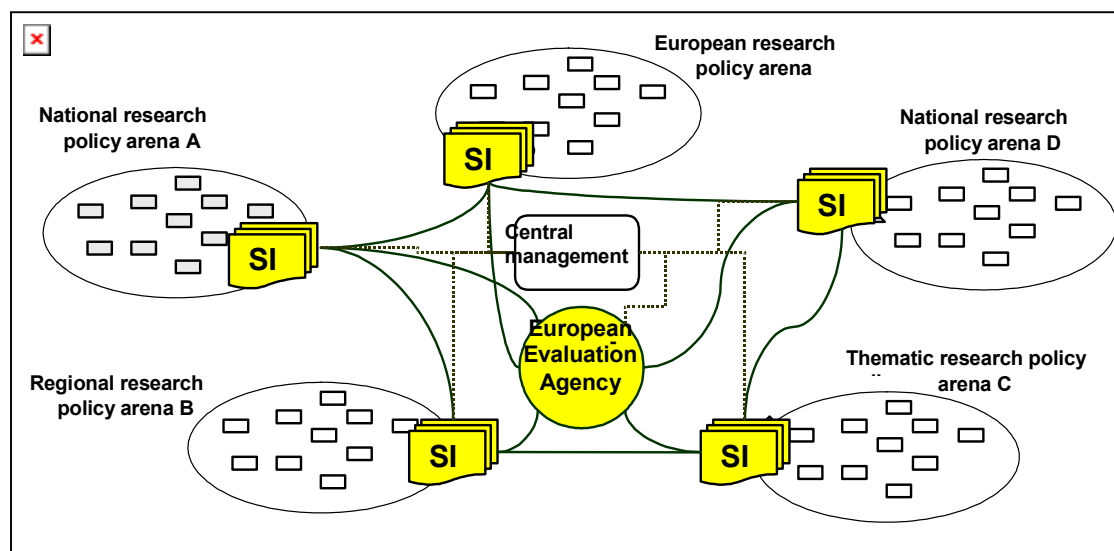 European research
policy arena
National research
policy arena A
National research
policy arena D
SI
SI
SI
Central
management
European
Evaluation
Agency
Regional research
policy arena B
Thematic research policy
arena C
SI
SI